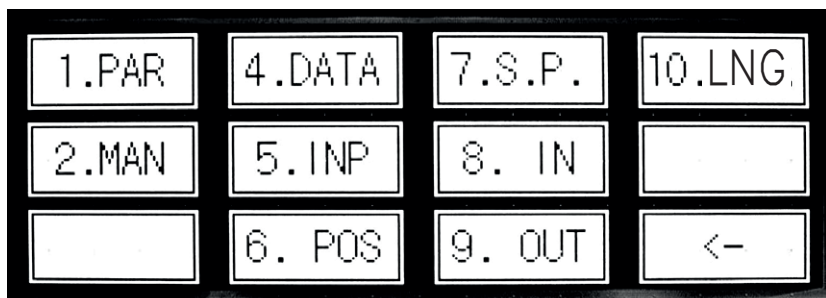 1.PAR 4.DATA 7.S.P. 10.LNG.
2.MAN 5.INP 8. IN
6. POS 9. OUT <-